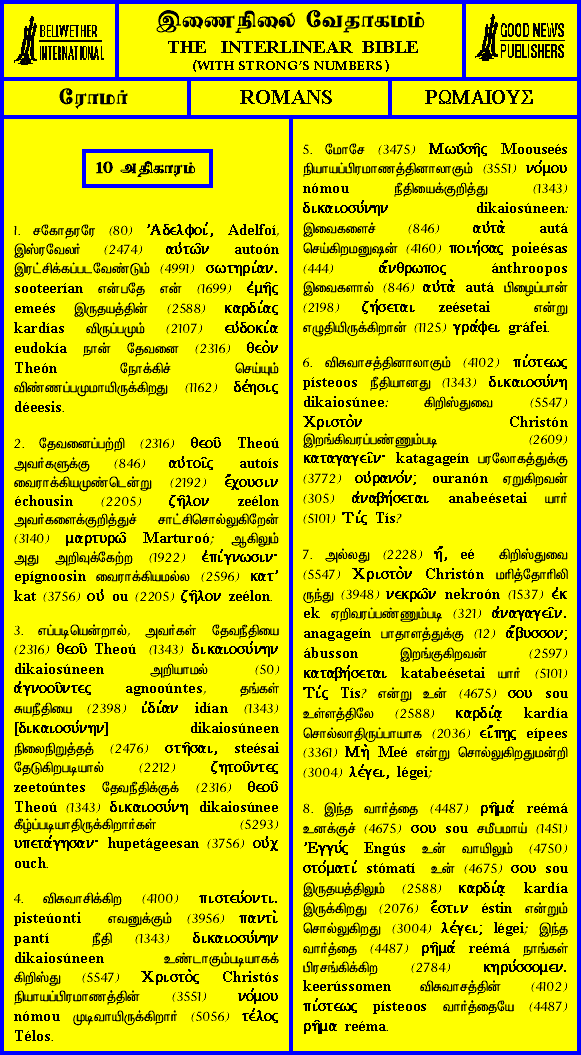 BELLWETHER
INTERNATIONAL
இணைநிலை வேதாகமம்
THE INTERLINEAR BIBLE
(WITH STRONG'S NUMBERS)
GOOD NEWS
PUBLISHERS
ரோமர்
ROMANS
ΡΩΜΑΙΟΥΣ
10 அதிகாரம்
1. சகோதரரே (80) Ἀδελφοί, Adelfoí,
இஸ்ரவேலர் (2474) αὐτῶν autoón
இரட்சிக்கப்படவேண்டும் (4991) σωτηρίαν.
sooteerían என்பதே என் (1699) ἐμῆς
emeés இருதயத்தின் (2588) καρδίας
kardías விருப்பமும் (2107) εὐδοκία
eudokía நான் தேவனை (2316) θεὸν
Theón நோக்கிச் செய்யும்
விண்ணப்பமுமாயிருக்கிறது (1162) δέησις
déeesis.
2. தேவனைப்பற்றி (2316) θεοῦ Theoú
அவர்களுக்கு (846) αὐτοῖς autoís
வைராக்கியமுண்டென்று (2192) ἔχουσιν
échousin (2205) ζῆλον zeélon
அவர்களைக்குறித்துச் சாட்சிசொல்லுகிறேன்
(3140) μαρτυρῶ Marturoó; ஆகிலும்
அது அறிவுக்கேற்ற (1922) ἐπίγνωσιν·
epígnoosin வைராக்கியமல்ல (2596) κατ'
kat (3756) οὐ ou (2205) ζῆλον zeélon.
3. எப்படியென்றால், அவர்கள் தேவநீதியை
(2316) θεοῦ Theoú (1343) δικαιοσύνην
dikaiosúneen அறியாமல் (50)
ἀγνοοῦντες agnooúntes, தங்கள்
சுயநீதியை (2398) ἰδίαν idían (1343)
[δικαιοσύνην] dikaiosúneen
நிலைநிறுத்தத் (2476) στῆσαι, steésai
தேடுகிறபடியால் (2212) ζητοῦντες
zeetoúntes தேவநீதிக்குக் (2316) θεοῦ
Theoú (1343) δικαιοσύνη dikaiosúnee
கீழ்ப்படியாதிருக்கிறார்கள் (5293)
υπετάγησαν· hupetágeesan (3756) οὐχ
ouch.
4. விசுவாசிக்கிற (4100) πιστεύοντι.
pisteúonti எவனுக்கும் (3956) παντὶ
pantí நீதி (1343) δικαιοσύνην
dikaiosúneen உண்டாகும்படியாகக்
கிறிஸ்து (5547) Χριστὸς Christós
நியாயப்பிரமாணத்தின் (3551) νόμου
nómou முடிவாயிருக்கிறார் (5056) τέλος
Télos.
5. மோசே (3475) Μωϋσῆς Moouseés
நியாயப்பிரமாணத்தினாலாகும் (3551) νόμου
nómou நீதியைக்குறித்து (1343)
δικαιοσύνην dikaiosúneen;
இவைகளைச் (846) αὐτὰ autá
செய்கிறமனுஷன் (4160) ποιήσας poieésas
(444) ἄνθρωπος ánthroopos
இவைகளால் (846) αὐτὰ autá பிழைப்பான்
(2198) ζήσεται zeésetai என்று
எழுதியிருக்கிறான் (1125) γράφει gráfei.
6. விசுவாசத்தினாலாகும் (4102) πίστεως
písteoos நீதியானது (1343) δικαιοσύνη
dikaiosúnee; கிறிஸ்துவை (5547)
Χριστὸν Christón
இறங்கிவரப்பண்ணும்படி (2609)
καταγαγεῖν· katagageín பரலோகத்துக்கு
(3772) οὐρανόν; ouranón ஏறுகிறவன்
(305) ἀναβήσεται anabeésetai யார்
(5101) Τίς Tís?
7. அல்லது (2228) ἤ, eé கிறிஸ்துவை
(5547) Χριστὸν Christón மரித்தோரிலி
ருந்து (3948) νεκρῶν nekroón (1537) ἐκ
ek ஏறிவரப்பண்ணும்படி (321) ἀναγαγεῖν.
anagageín பாதாளத்துக்கு (12) ἄβυσσον;
ábusson இறங்குகிறவன் (2597)
καταβήσεται katabeésetai யார் (5101)
Τίς Tís? என்று உன் (4675) σου sou
உள்ளத்திலே (2588) καρδίᾳ kardía
சொல்லாதிருப்பாயாக (2036) εἴπῃς eípees
(3361) Μὴ Meé என்று சொல்லுகிறதுமன்றி
(3004) λέγει, légei;
8. இந்த வார்த்தை (4487) ρῆμά reémá
உனக்குச் (4675) σου sou சமீபமாய் (1451)
Ἐγγύς Engús உன் வாயிலும் (4750)
στόματί stómatí உன் (4675) σου sou
இருதயத்திலும் (2588) καρδίᾳ kardía
இருக்கிறது (2076) ἐστιν éstin என்றும்
சொல்லுகிறது (3004) λέγει; légei; இந்த
வார்த்தை (4487) ρῆμά reémá நாங்கள்
பிரசங்கிக்கிற (2784) κηρύσσομεν.
keerússomen விசுவாசத்தின் (4102)
πίστεως písteoos வார்த்தையே (4487)
ρῆμα reéma.